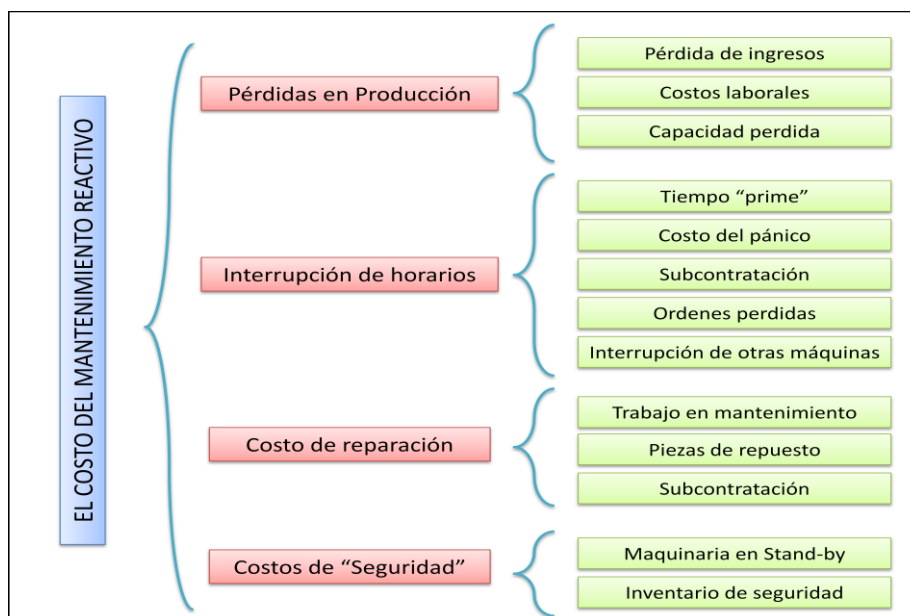 EL COSTO DEL MANTENIMIENTO REACTIVO
Pérdidas en Producción
Pérdida de ingresos
Costos laborales
Capacidad perdida
Interrupción de horarios
Tiempo “prime”
Costo del pánico
Subcontratación
Ordenes perdidas
Interrupción de otras máquinas
Costo de reparación
Trabajo en mantenimiento
Piezas de repuesto
Subcontratación
Costos de “Seguridad”
Maquinaria en Stand-by
Inventario de seguridad